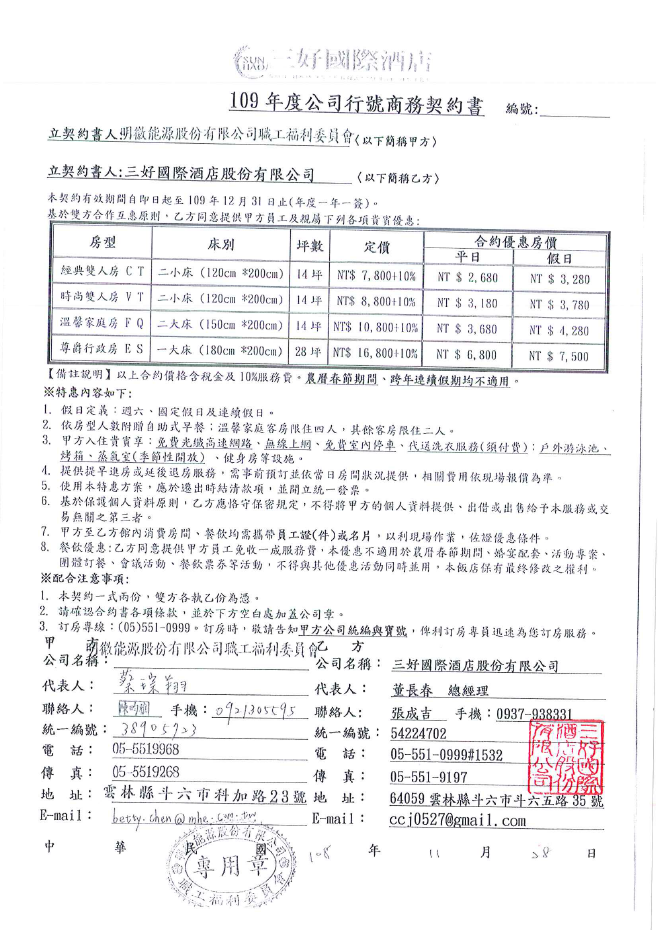 SUN HAO 三好國際酒店
109 年度公司行號商務契約書 編號:
立契約書人:明徽能源股份有限公司職工福利委員會(以下簡稱甲方)
立契約書人:三好國際酒店股份有限公司 (以下簡稱乙方)
本契約有效期間自即日起至 109 年 12 月 31 日止(年度一年一簽)。
基於雙方合作互惠原則，乙方同意提供甲方員工及親屬下列各項貴賓優惠:
房型 床別 坪數 定價 合約優惠房價
平日 假日
經典雙人房 C T 二小床 (120cm *200cm) 14 坪 NT$ 7,800+10% NT $ 2,680 NT $ 3,280
時尚雙人房 V T 二小床 (120cm *200cm) 14 坪 NT$ 8,800+10% NT $ 3,180 NT $ 3,780
溫馨家庭房 F Q 二大床 (150cm *200cm) 14 坪 NT$ 10,800+10% NT $ 3,680 NT $ 4,280
尊爵行政房 E S 一大床 (180cm *200cm) 28 坪 NT$ 16,800+10% NT $ 6,800 NT $ 7,500
【備註說明】以上合約價格含稅金及 10%服務費。農曆春節期間、跨年連續假期均不適用。
※特惠內容如下:
1. 假日定義：週六、國定假日及連續假日。
2. 依房型人數附贈自助式早餐；溫馨家庭客房限住四人，其餘客房限住二人。
3. 甲方入住貴賓享：免費光纖高速網路、無線上網、免費室內停車、代送洗衣服務(須付費)；戶外游泳池、
烤箱、蒸氣室(季節性開放) 、健身房等設施。
4. 提供提早進房或延後退房服務，需事前預訂並依當日房間狀況提供，相關費用依現場報價為準。
5. 使用本特惠方案，應於遷出時結清款項，並開立統一發票。
6. 基於保護個人資料原則，乙方應恪守保密規定，不得將甲方的個人資料提供、出借或出售給予本服務或交
易無關之第三者。
7. 甲方至乙方館內消費房間、餐飲均需攜帶員工證(件)或名片，以利現場作業，佐證優惠條件。
8. 餐飲優惠:乙方同意提供甲方員工免收一成服務費，本優惠不適用於農曆春節期間、婚宴配套、活動專案、
團體訂餐、會議活動、餐飲票券等活動，不得與其他優惠活動同時並用，本飯店保有最終修改之權利。
※配合注意事項:
1. 本契約一式兩份，雙方各執乙份為憑。
2. 請確認合約書各項條款，並於下方空白處加蓋公司章。
3. 訂房專線：(05)551-0999。訂房時，敬請告知甲方公司統編與寶號，俾利訂房專員迅速為您訂房服務。
甲 方 乙 方
公司名稱：明徽能源股份有限公司職工福利委員會 公司名稱： 三好國際酒店股份有限公司
代表人： 蔡璨翔 代表人： 董長春 總經理
聯絡人： 手機：0921305595 聯絡人： 張成吉 手機：0937-938331
統一編號： 38905923 統一編號： 54224702
電 話： 05-5519968 電 話： 05-551-0999#1532
傳 真： 05-5519268 傳 真： 05-551-9197
地 址：雲林縣斗六市科加路23號 地 址： 64059 雲林縣斗六市斗六五路 35 號
E-mail： betty.chen@mhe. E-mail： ccj0527@gmail.com
三好國際酒店股份有限公司
中 華 民 國 108 年 11 月 28 日
能源股份有限公司
專用章
職工福利委員會